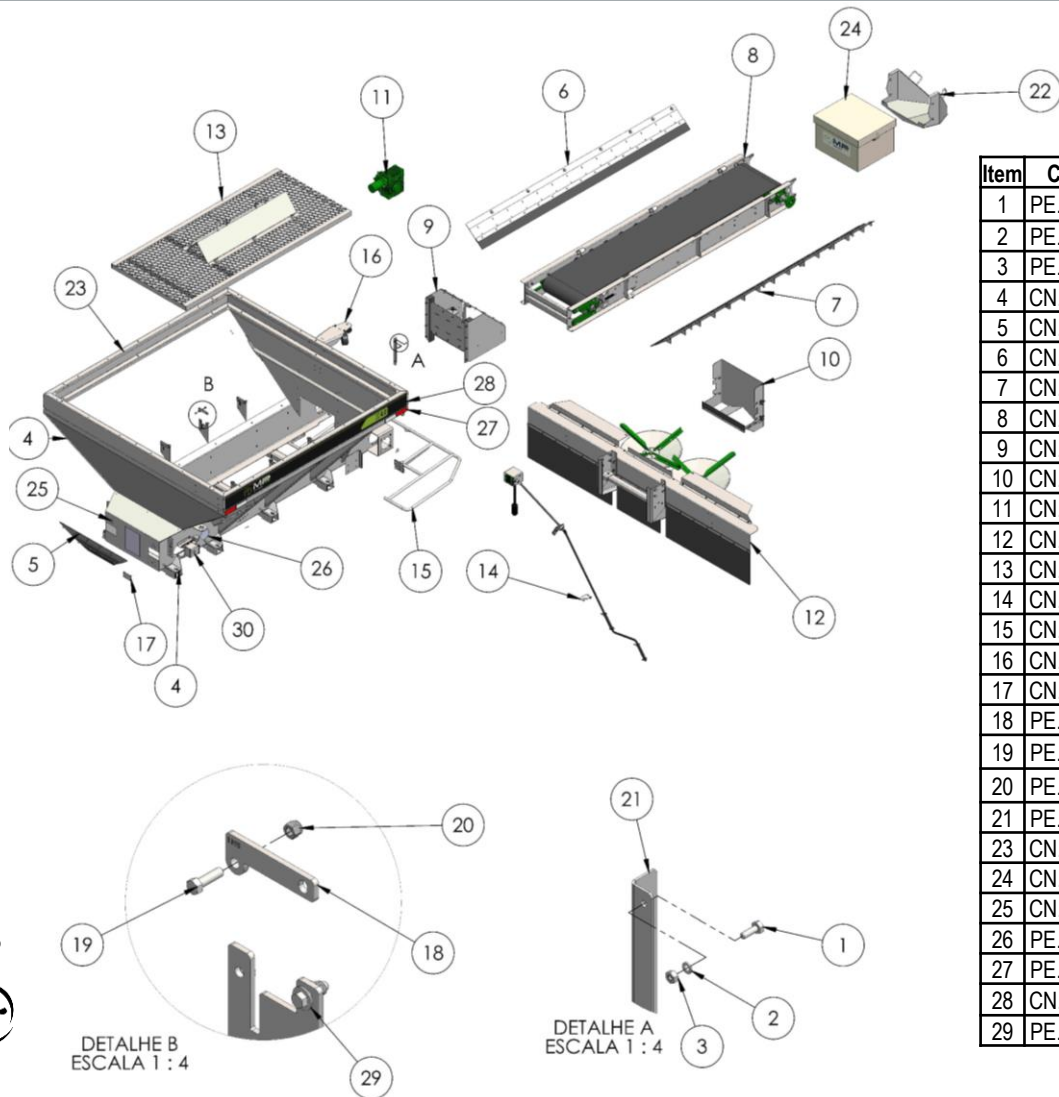 24
8
22
6
11
13
9
16
23
7
A
10
B
28
27
4
25
5
26
15
14
12
30
17
4
21
20
19
18
1
2
3
29
DETALHE B
ESCALA 1 : 4
DETALHE A
ESCALA 1 : 4
Item C
1 PE.
2 PE.
3 PE.
4 CN
5 CN
6 CN
7 CN
8 CN
9 CN
10 CN
11 CN
12 CN
13 CN
14 CN
15 CN
16 CN
17 CN
18 PE.
19 PE.
20 PE.
21 PE.
23 CN
24 CN
25 CN
26 PE.
27 PE.
28 CN
29 PE.